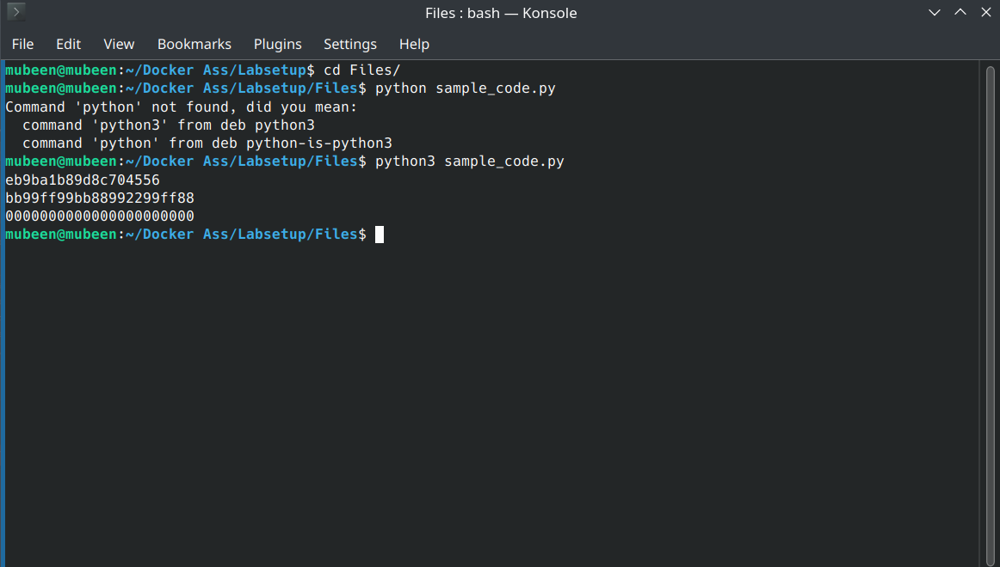 Files : bash — Konsole
File Edit View Bookmarks Plugins Settings Help
mubeen@mubeen:~/Docker Ass/Labsetup$ cd Files/
mubeen@mubeen:~/Docker Ass/Labsetup/Files$ python sample_code.py
Command 'python' not found, did you mean:
  command 'python3' from deb python3
  command 'python' from deb python-is-python3
mubeen@mubeen:~/Docker Ass/Labsetup/Files$ python3 sample_code.py
eb9ba1b89d8c704556
bb99ff99bb88992299ff88
0000000000000000000000
mubeen@mubeen:~/Docker Ass/Labsetup/Files$